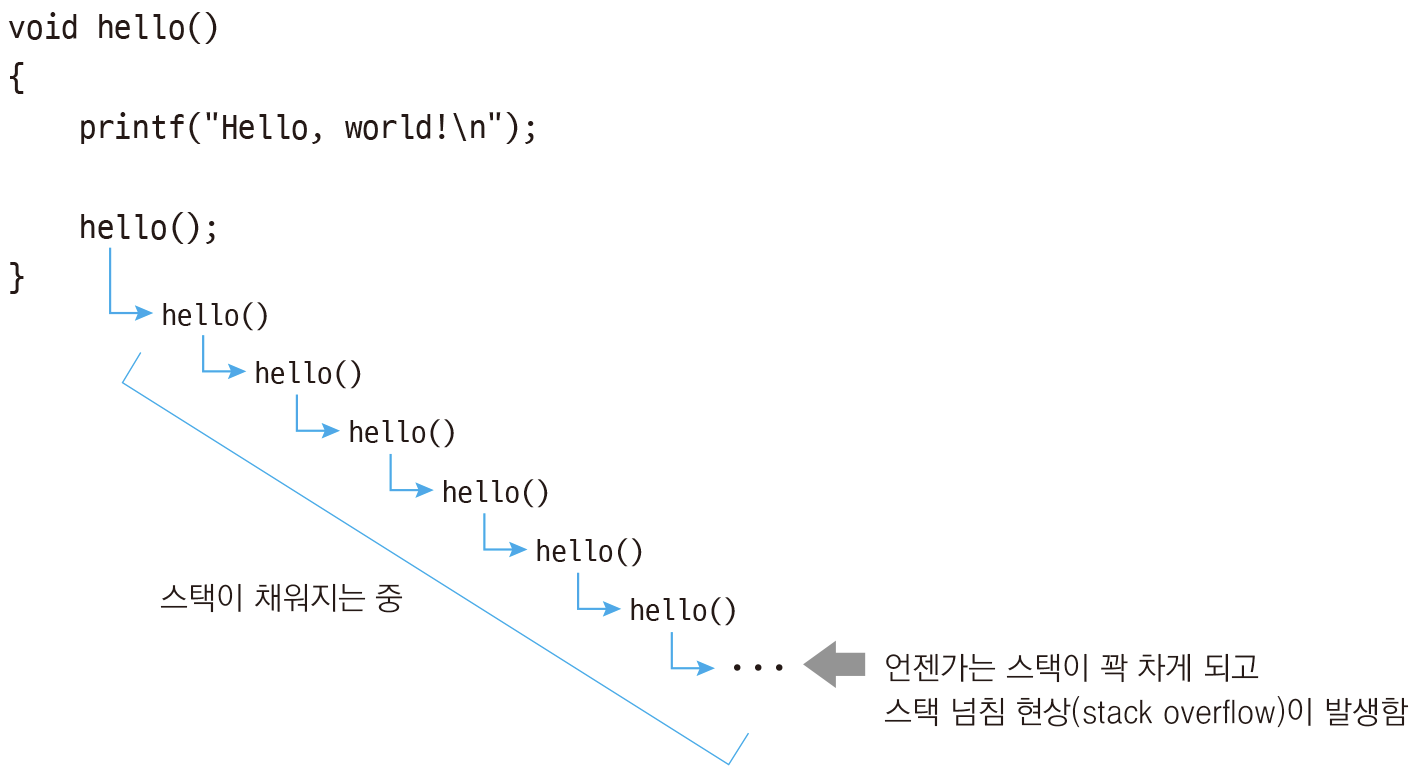 void hello()
{
    printf("Hello, world!\n");
    hello();
}
hello()
hello()
hello()
hello()
hello()
hello()
스택이 채워지는 중
...
언젠가는 스택이 꽉 차게 되고
스택 넘침 현상(stack overflow)이 발생함